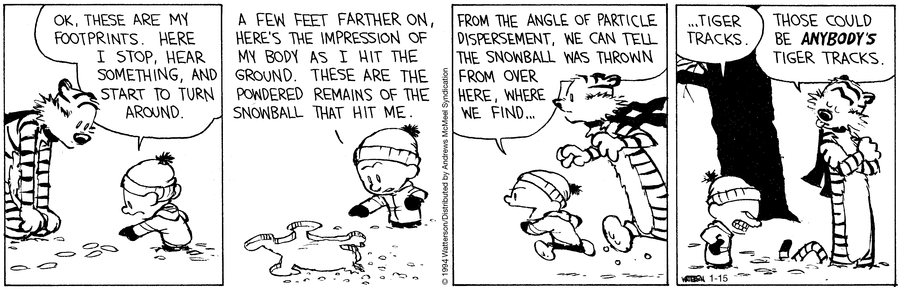 OK, THESE ARE MY
FOOTPRINTS. HERE
I STOP, HEAR
SOMETHING, AND
START TO TURN
AROUND.
A FEW FEET FARTHER ON,
HERE'S THE IMPRESSION OF
MY BODY AS I HIT THE
GROUND. THESE ARE THE
POWDERED REMAINS OF THE
SNOWBALL THAT HIT ME.
© 1994 Watterson/Distributed by Andrews McMeel Syndication
FROM THE ANGLE OF PARTICLE
DISPERSEMENT, WE CAN TELL
THE SNOWBALL WAS THROWN
FROM OVER
HERE, WHERE
WE FIND...
...TIGER
TRACKS.
THOSE COULD
BE ANYBODY'S
TIGER TRACKS.
WATTERSON 1-15